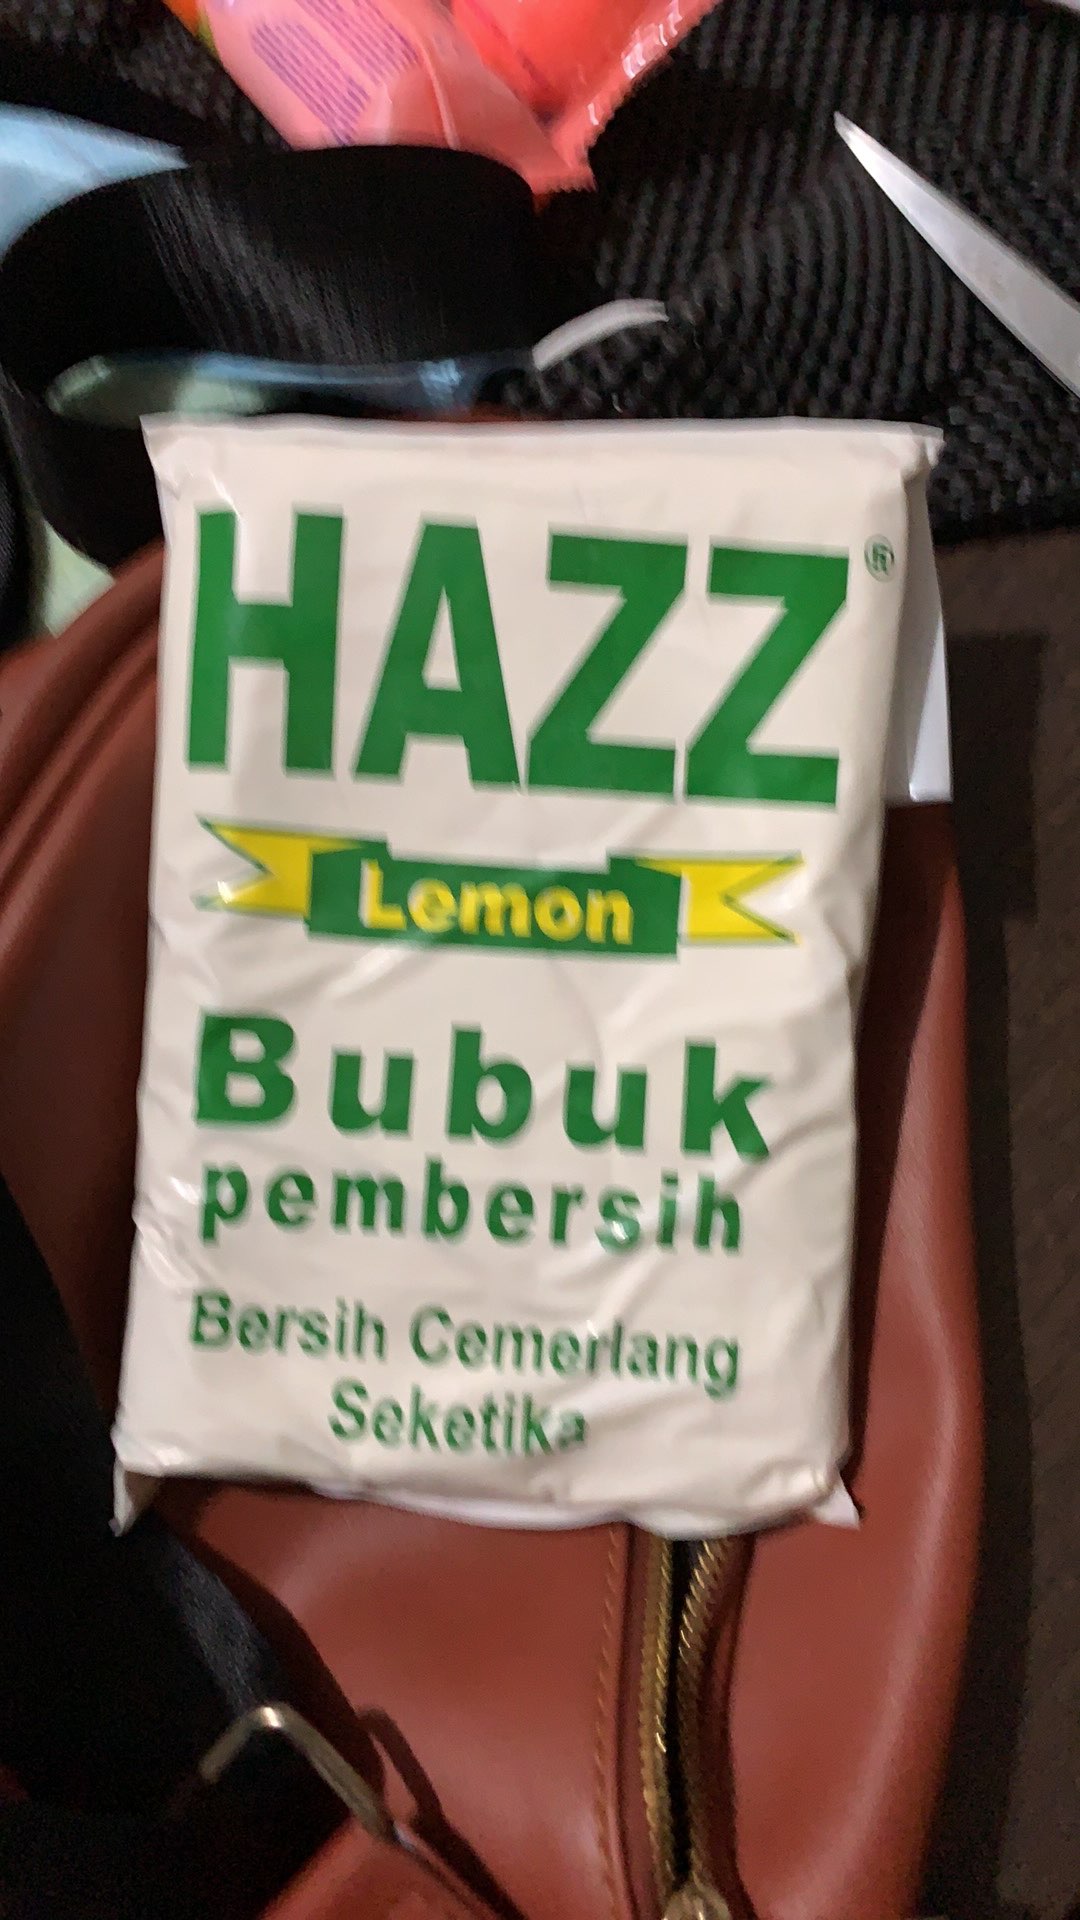 HAZZ®
Lemon
Bubuk
pembersih
Bersih Cemerlang
Seketika